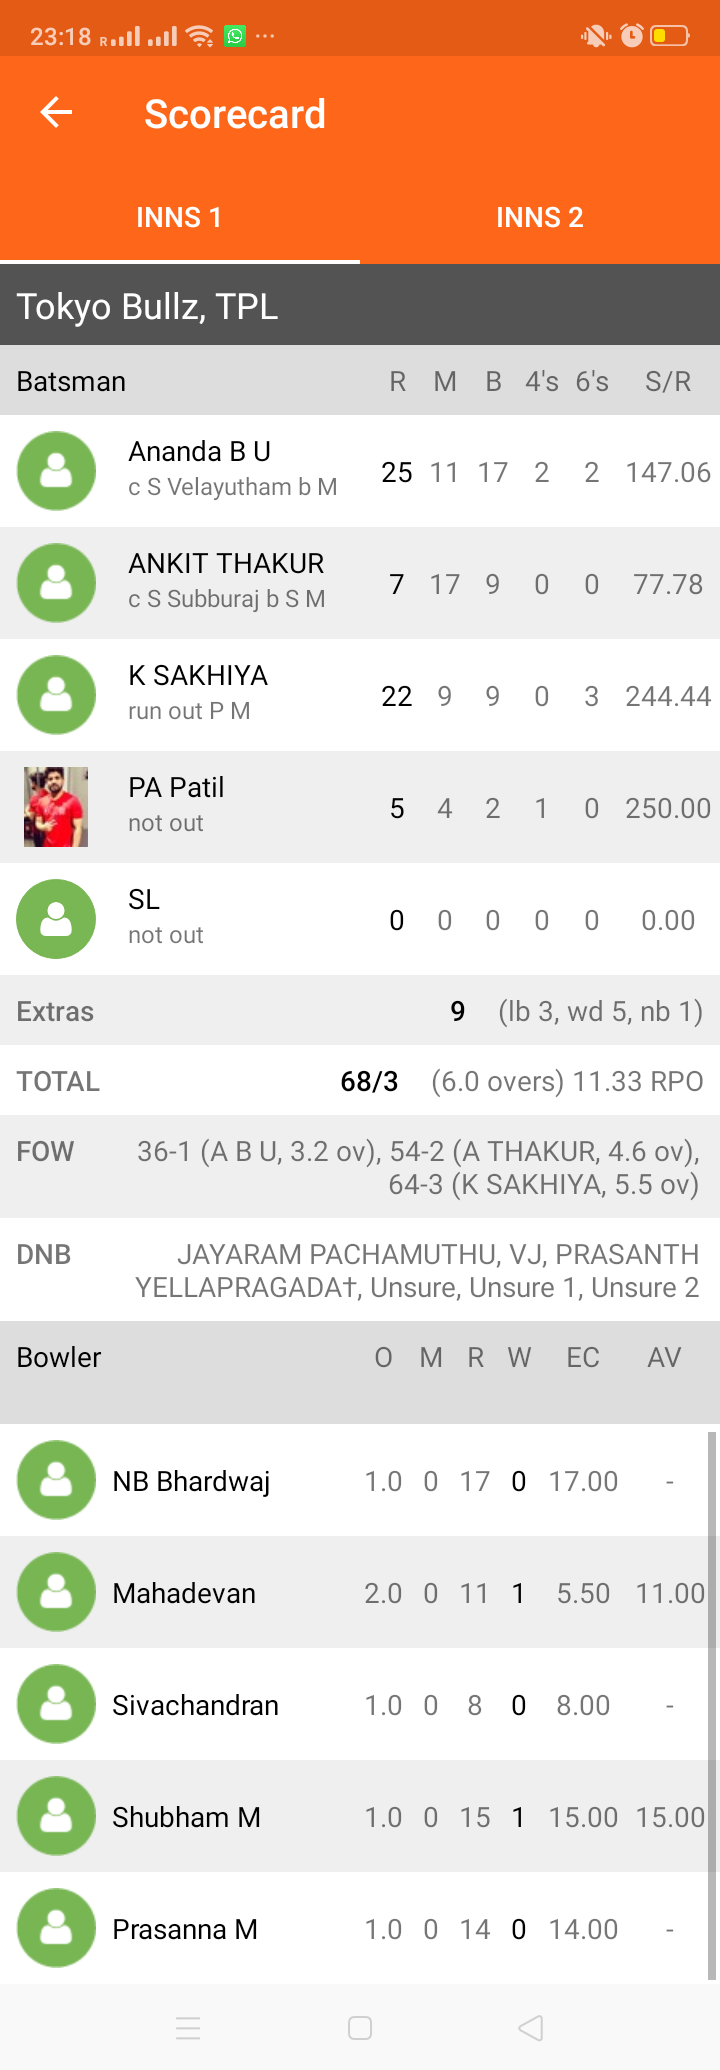 23:18 R
Scorecard
INNS 1 INNS 2
Tokyo Bullz, TPL
Batsman R M B 4's 6's S/R
Ananda B U
c S Velayutham b M 25 11 17 2 2 147.06
ANKIT THAKUR
c S Subburaj b S M 7 17 9 0 0 77.78
K SAKHIYA
run out P M 22 9 9 0 3 244.44
PA Patil
not out 5 4 2 1 0 250.00
SL
not out 0 0 0 0 0 0.00
Extras 9 (lb 3, wd 5, nb 1)
TOTAL 68/3 (6.0 overs) 11.33 RPO
FOW 36-1 (A B U, 3.2 ov), 54-2 (A THAKUR, 4.6 ov),
64-3 (K SAKHIYA, 5.5 ov)
DNB JAYARAM PACHAMUTHU, VJ, PRASANTH
YELLAPRAGADA†, Unsure, Unsure 1, Unsure 2
Bowler O M R W EC AV
NB Bhardwaj 1.0 0 17 0 17.00 -
Mahadevan 2.0 0 11 1 5.50 11.00
Sivachandran 1.0 0 8 0 8.00 -
Shubham M 1.0 0 15 1 15.00 15.00
Prasanna M 1.0 0 14 0 14.00 -